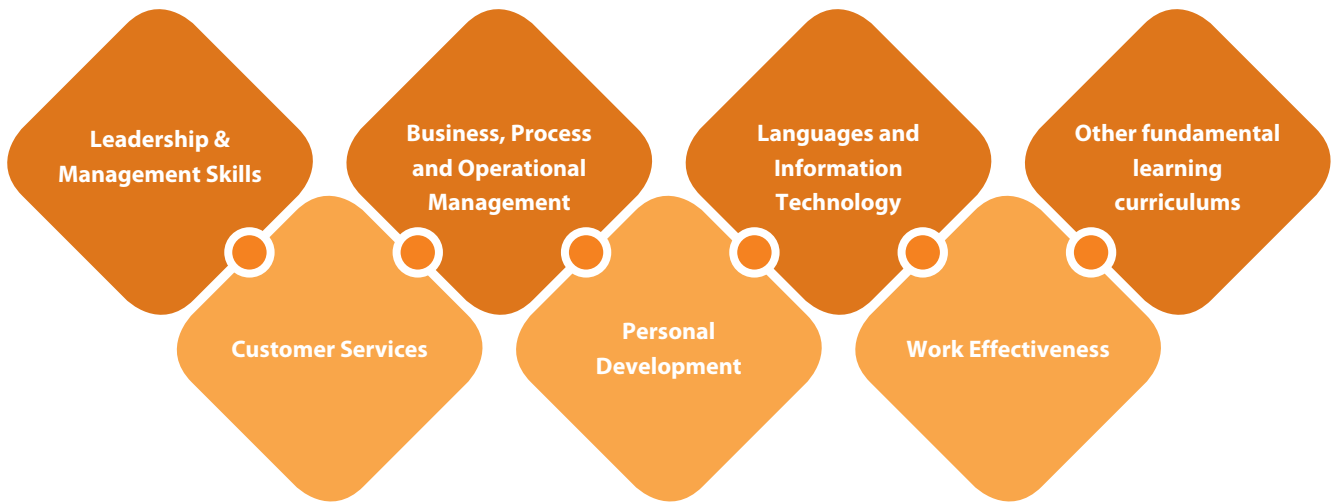 Leadership &
Management Skills
Business, Process
and Operational
Management
Languages and
Information
Technology
Other fundamental
learning
curriculums
Customer Services
Personal
Development
Work Effectiveness